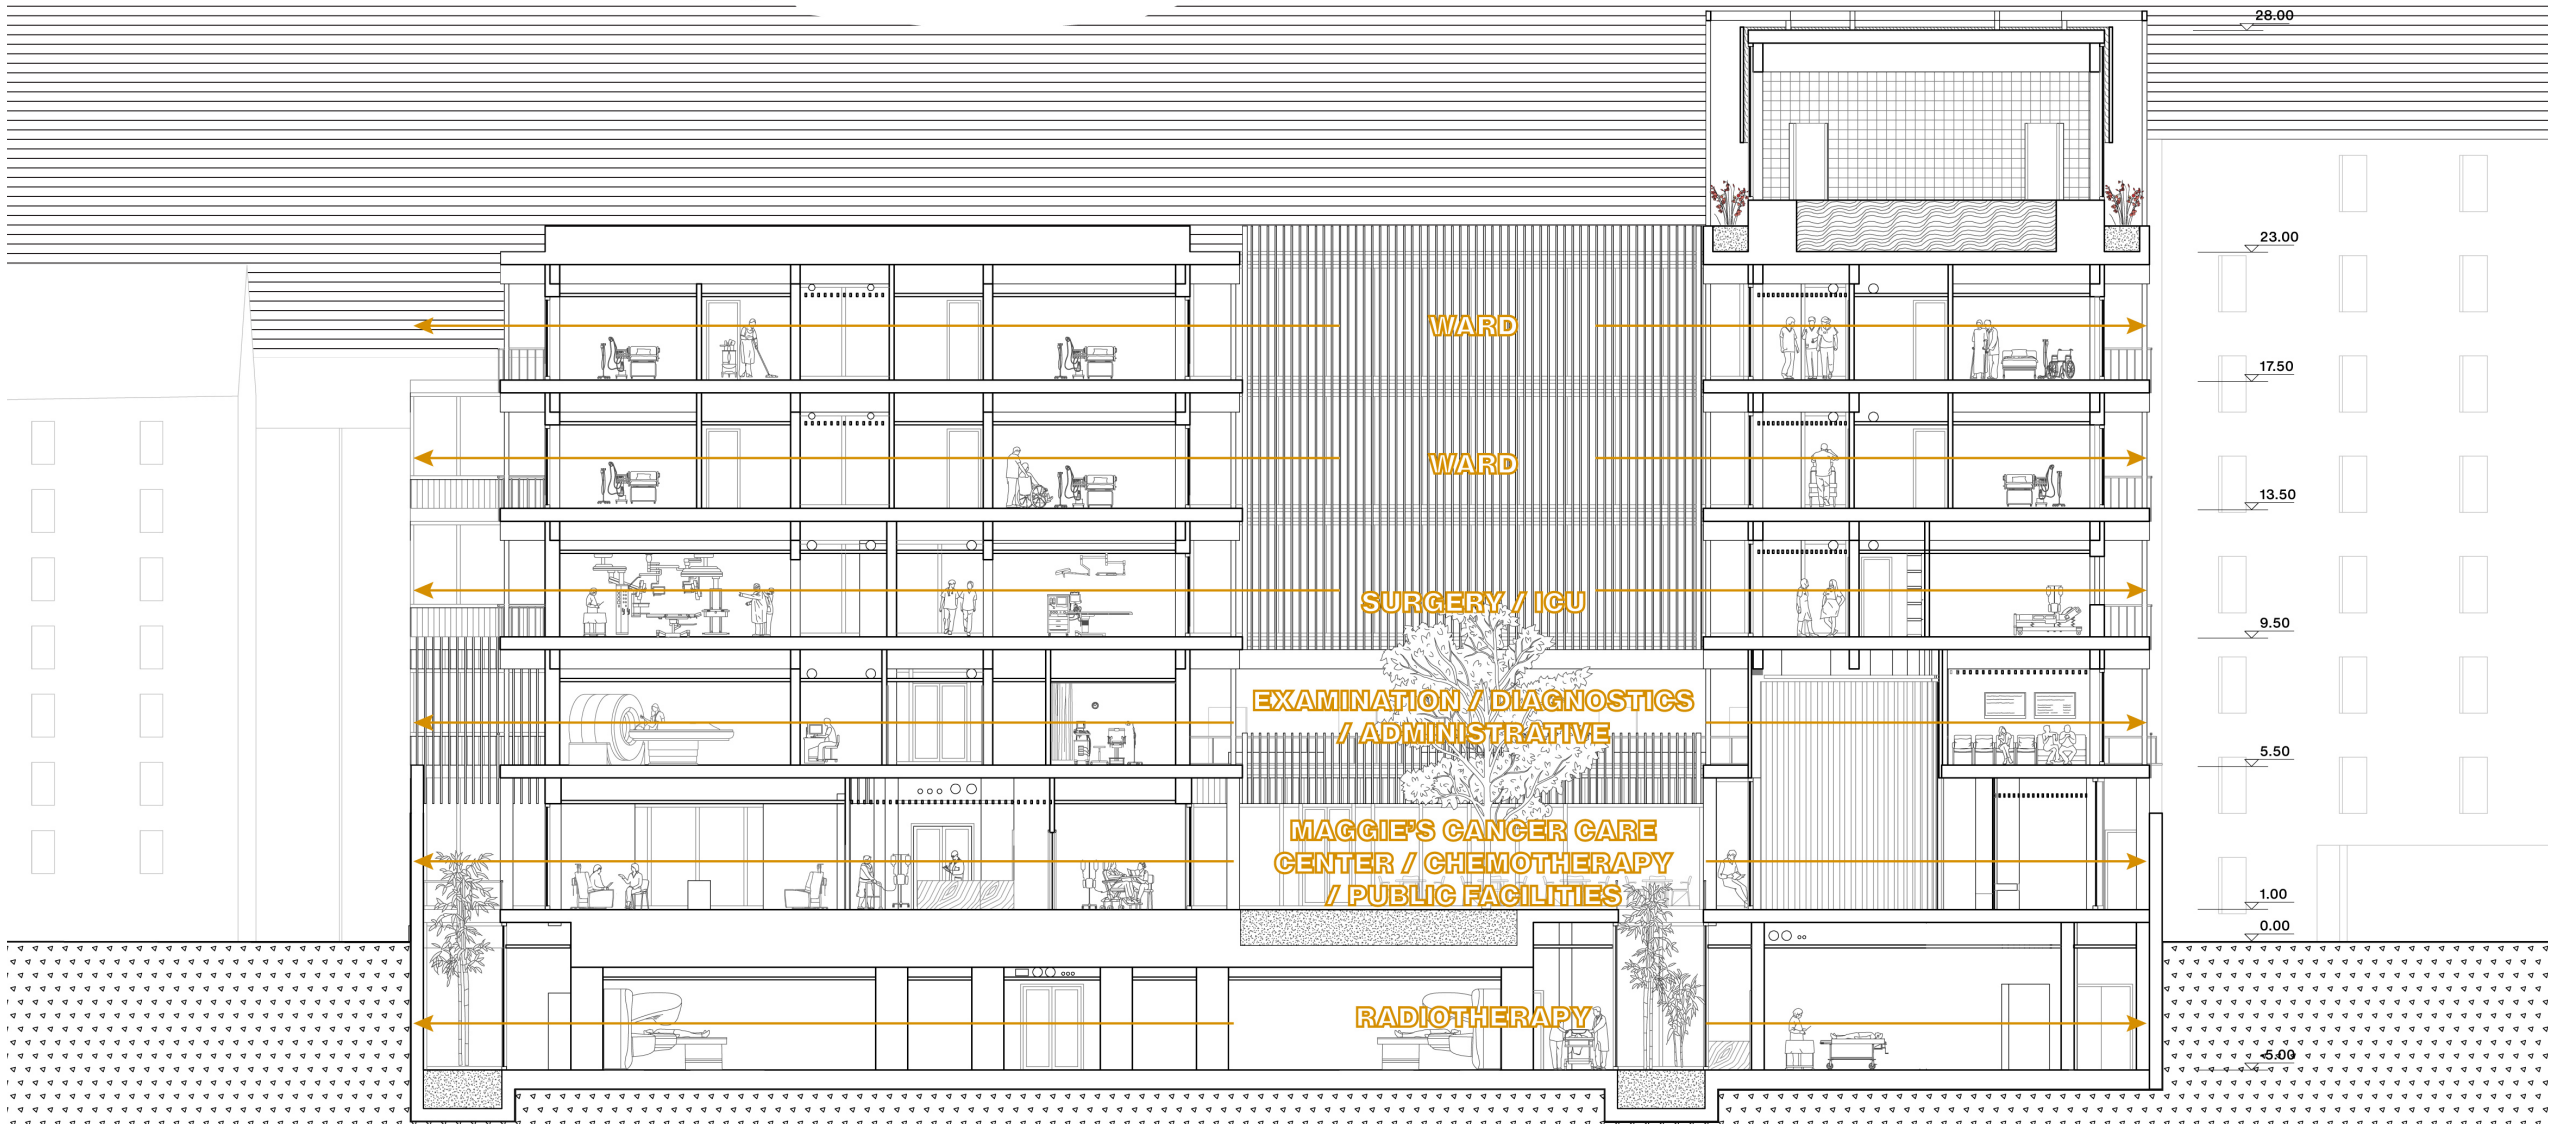 28.00
23.00
WARD
17.50
WARD
13.50
SURGERY / ICU
9.50
EXAMINATION / DIAGNOSTICS
/ ADMINISTRATIVE
5.50
MAGGIE'S CANCER CARE
CENTER / CHEMOTHERAPY
/ PUBLIC FACILITIES
1.00
0.00
RADIOTHERAPY
-5.00